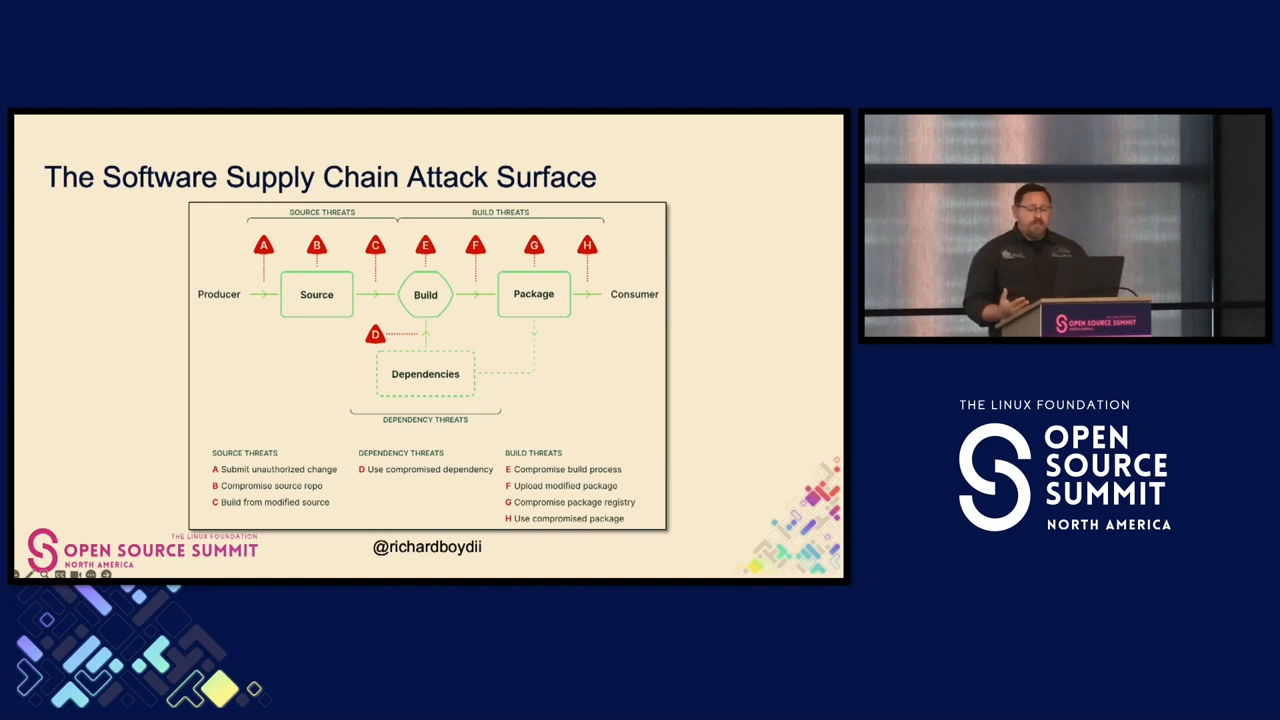 The Software Supply Chain Attack Surface
SOURCE THREATS
BUILD THREATS
A
B
C
E
F
G
H
Producer
Source
Build
Package
Consumer
D
Dependencies
DEPENDENCY THREATS
SOURCE THREATS
A Submit unauthorized change
B Compromise source repo
C Build from modified source
DEPENDENCY THREATS
D Use compromised dependency
BUILD THREATS
E Compromise build process
F Upload modified package
G Compromise package registry
H Use compromised package
THE LINUX FOUNDATION
OPEN SOURCE SUMMIT
NORTH AMERICA
@richardboydii
OPEN SOURCE SUMMIT
THE LINUX FOUNDATION
OPEN
SOURCE
SUMMIT
NORTH AMERICA